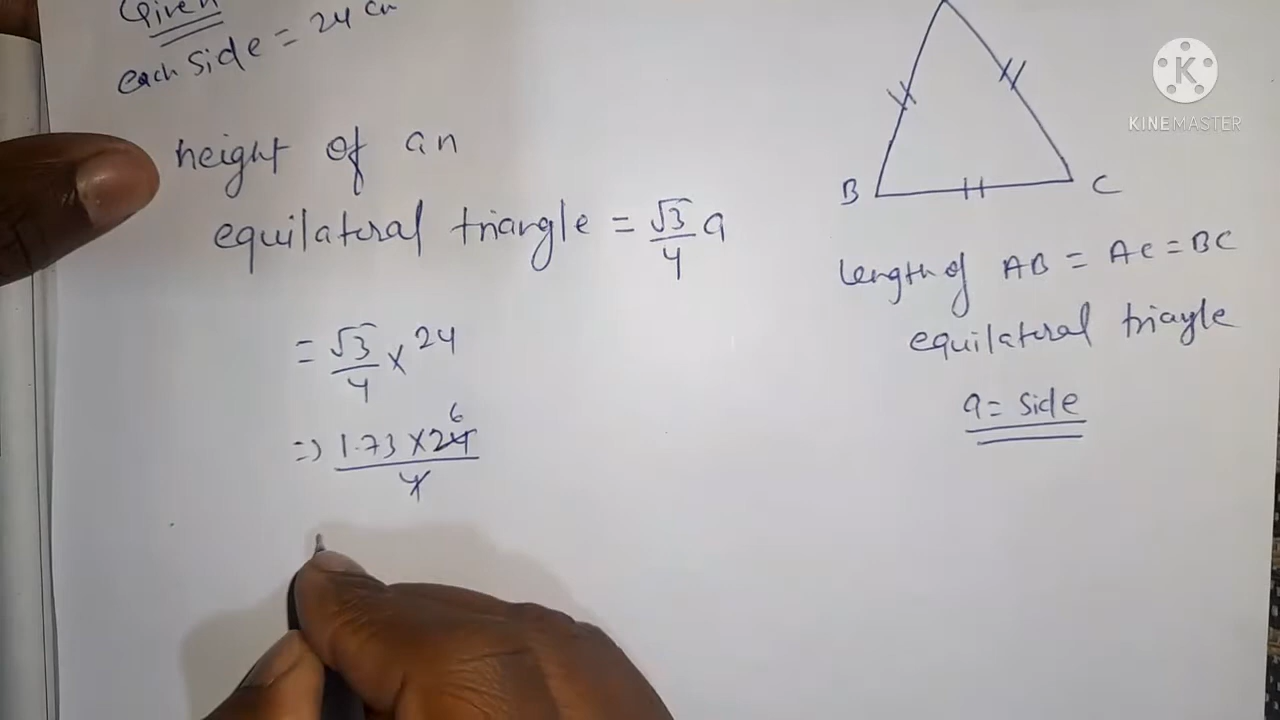 Given
each side = 24 cm
height of an
equilateral triangle = √3/4 a
= √3/4 × 24
=> 1.73 × 24 6
4
B
C
length of AB = AC = BC
equilateral triangle
a = side
KINEMASTER